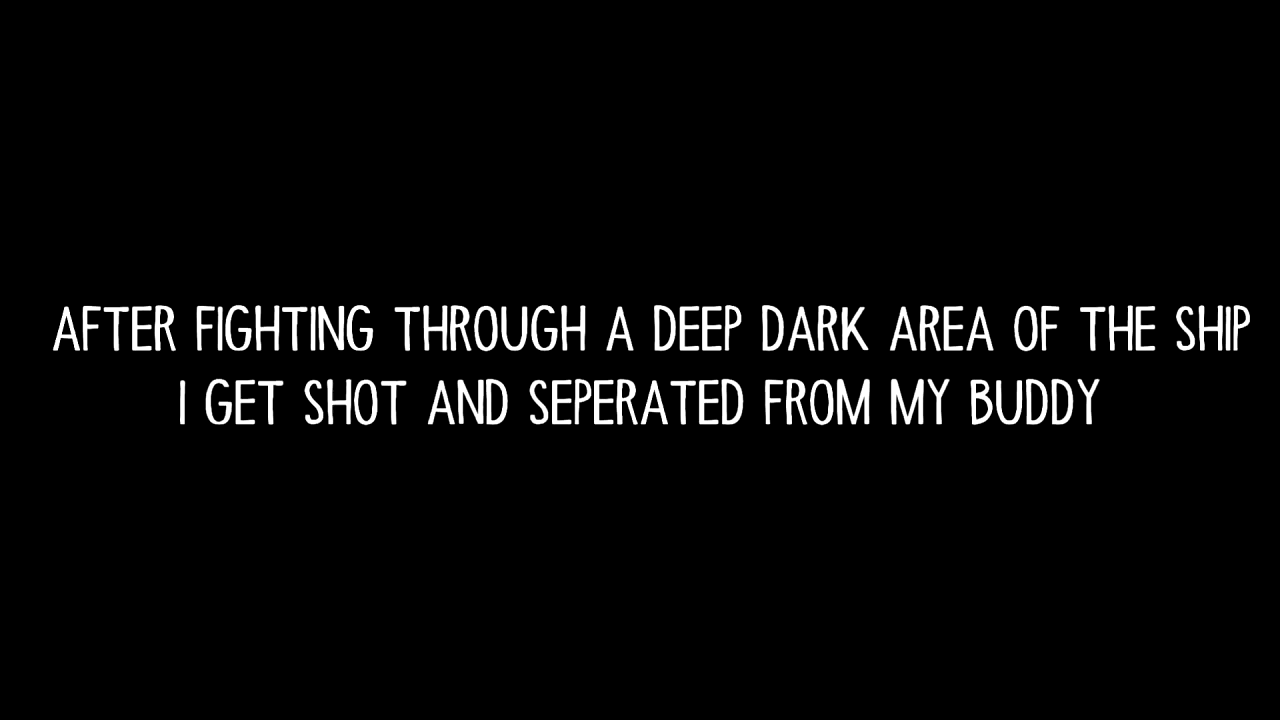 AFTER FIGHTING THROUGH A DEEP DARK AREA OF THE SHIP
I GET SHOT AND SEPERATED FROM MY BUDDY